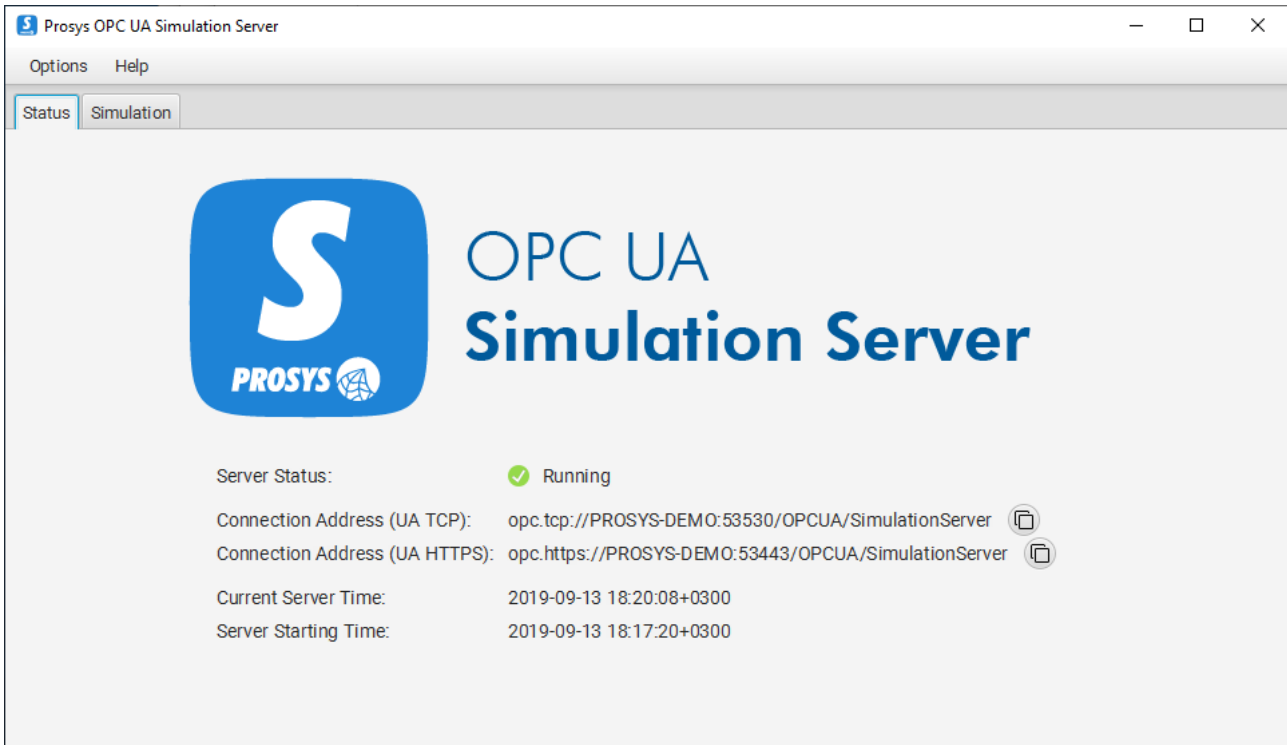 Prosys OPC UA Simulation Server
Options Help
Status Simulation
S
PROSYS
OPC UA
Simulation Server
Server Status: Running
Connection Address (UA TCP): opc.tcp://PROSYS-DEMO:53530/OPCUA/SimulationServer
Connection Address (UA HTTPS): opc.https://PROSYS-DEMO:53443/OPCUA/SimulationServer
Current Server Time: 2019-09-13 18:20:08+0300
Server Starting Time: 2019-09-13 18:17:20+0300